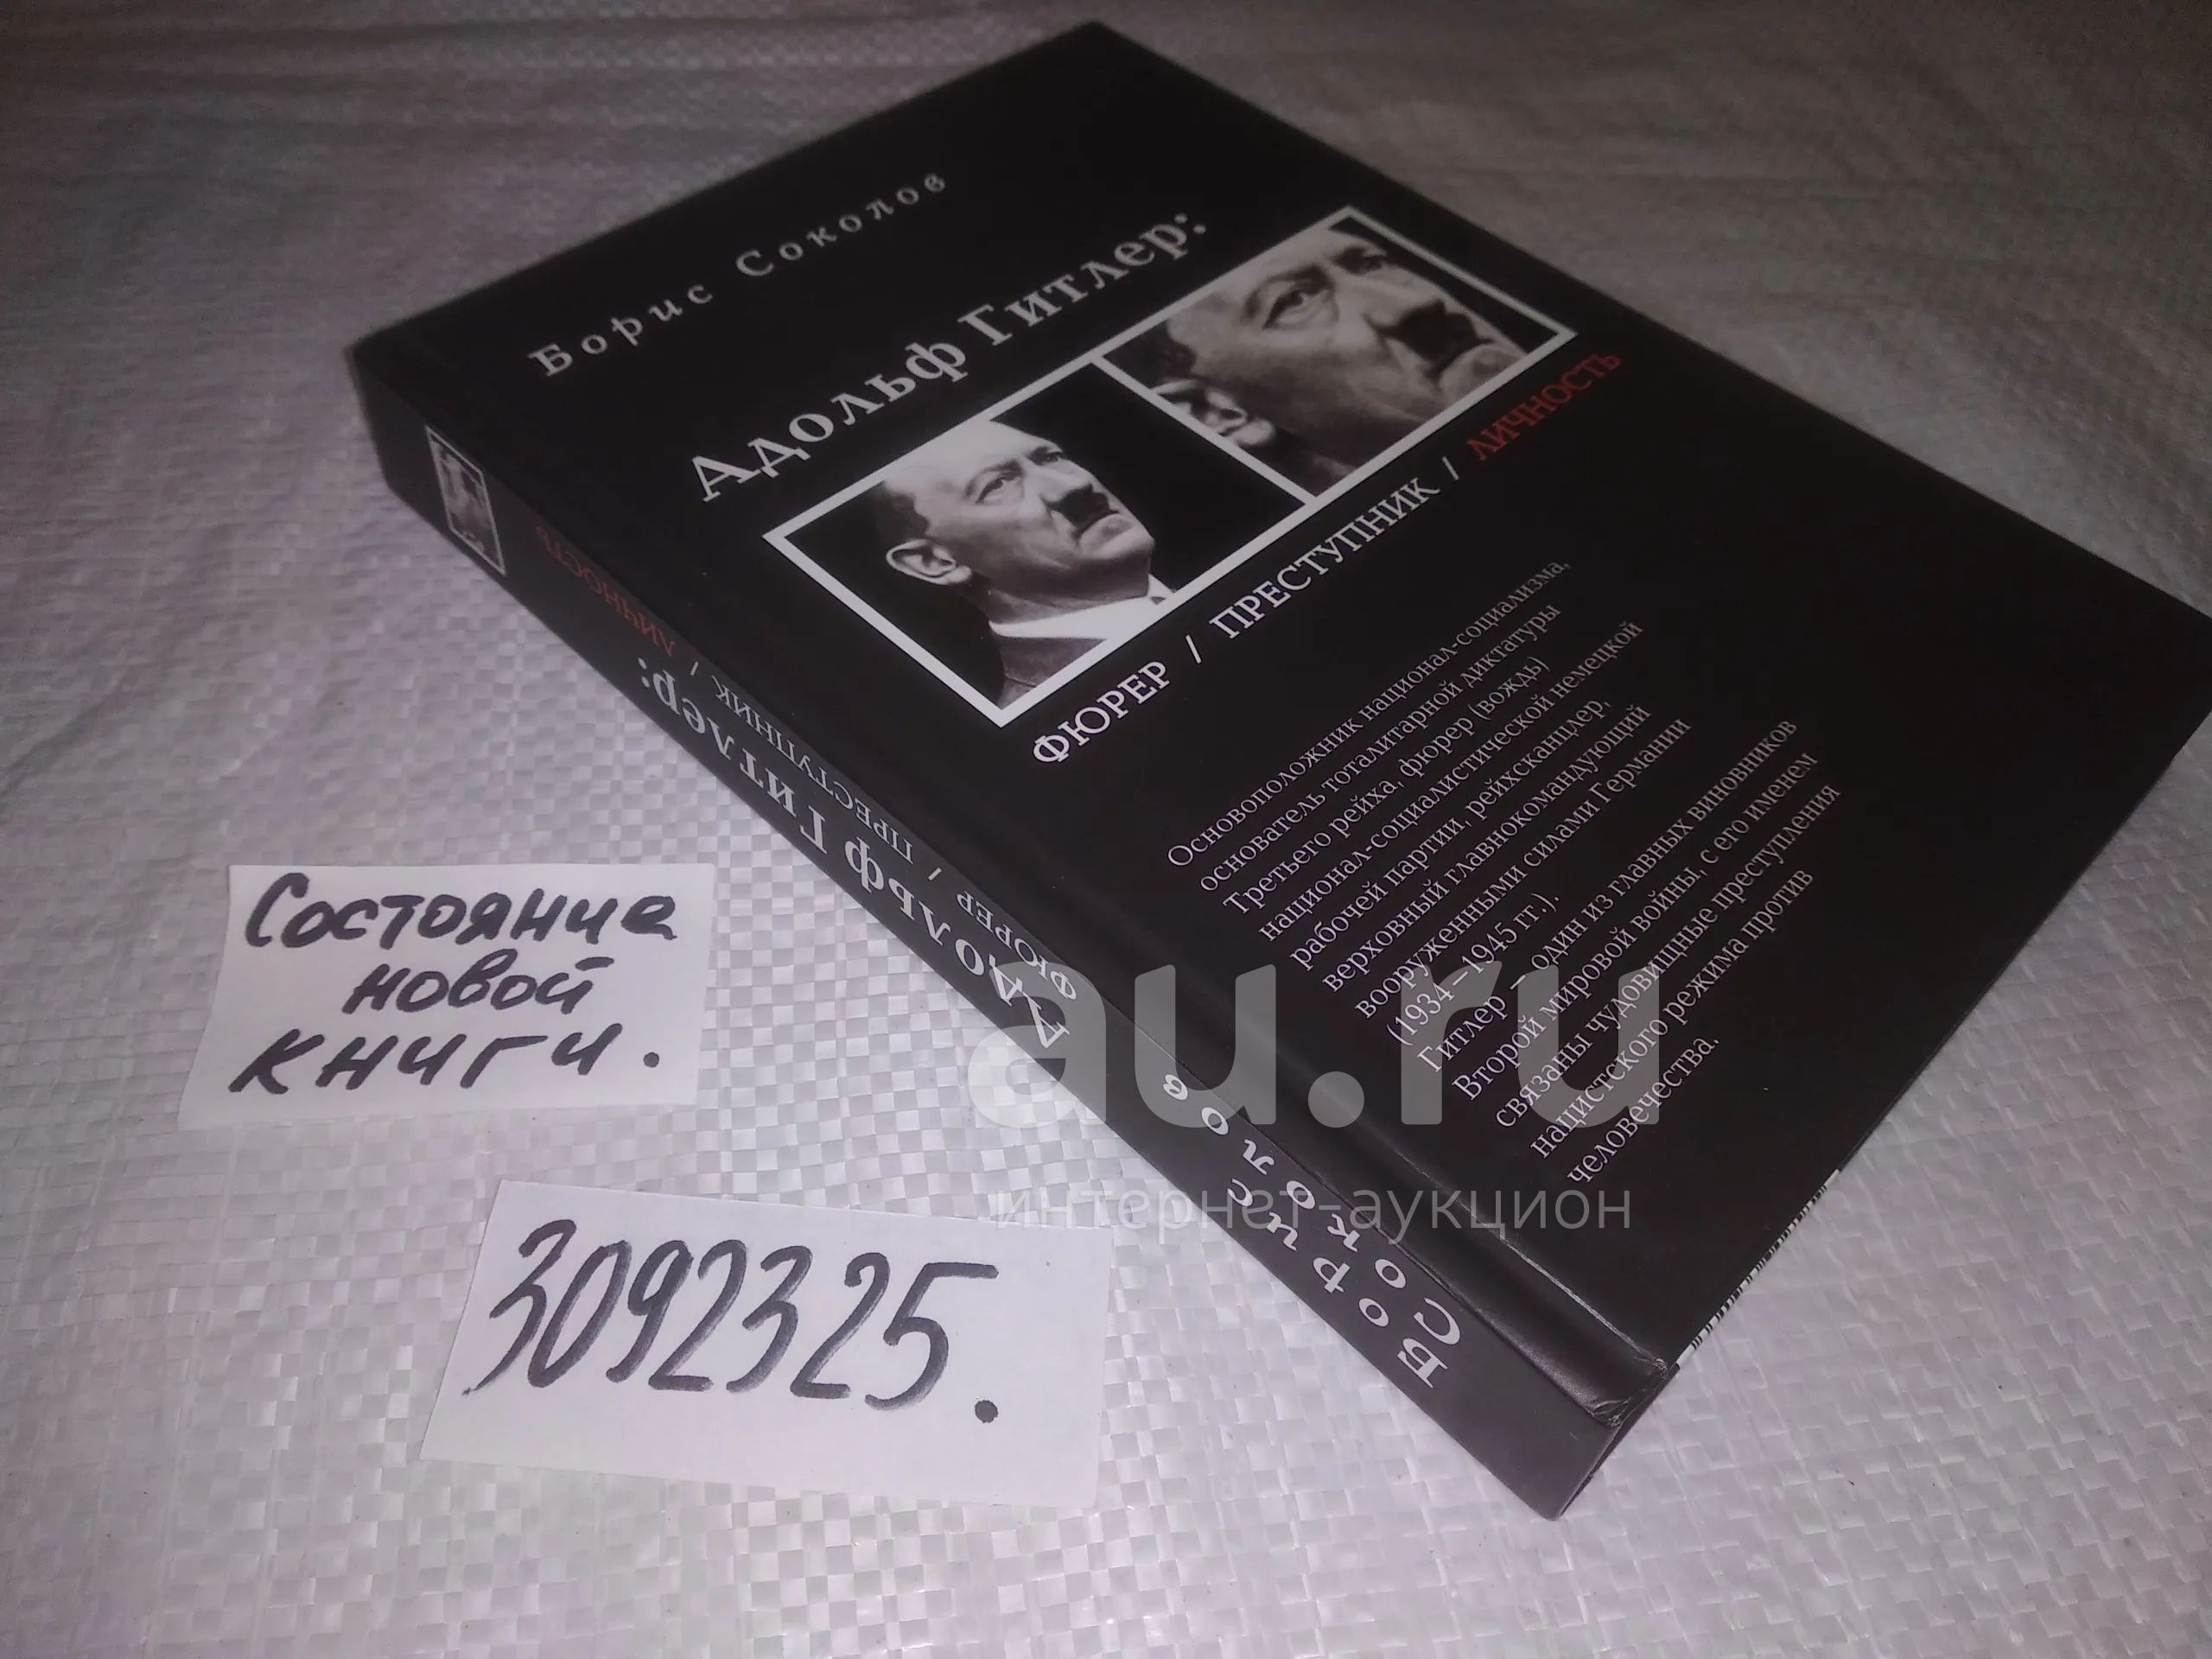 Борис Соколов
Адольф Гитлер:
ФЮРЕР / ПРЕСТУПНИК / ЛИЧНОСТЬ
Основоположник национал-социализма,
основатель тоталитарной диктатуры
Третьего рейха, фюрер (вождь)
национал-социалистической немецкой
рабочей партии, рейхсканцлер,
верховный главнокомандующий
вооруженными силами Германии
(1934–1945 гг.).
Гитлер — один из главных виновников
Второй мировой войны, с его именем
связаны чудовищные преступления
нацистского режима против
человечества.
Борис
Соколов
Адольф Гитлер:
ФЮРЕР / ПРЕСТУПНИК / ЛИЧНОСТЬ
Состояние
новой
книги.
3092325.
au.ru
интернет-аукцион